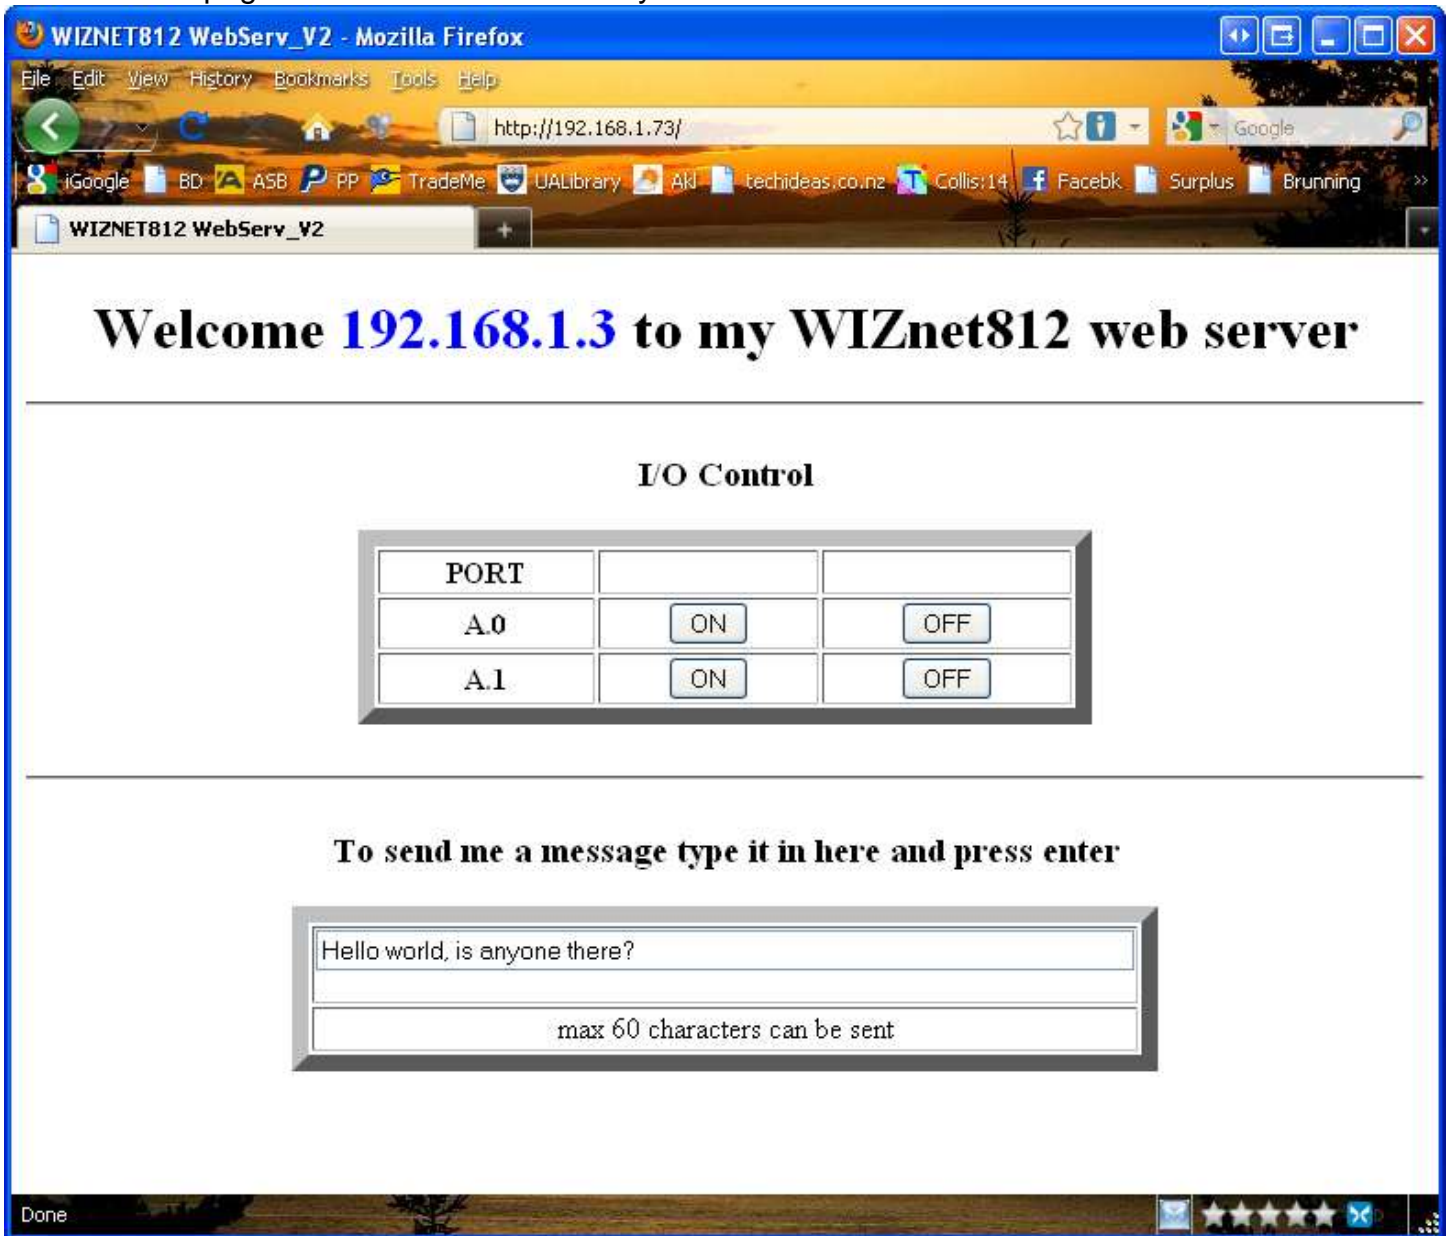 WIZNET812 WebServ_V2 - Mozilla Firefox
File Edit View History Bookmarks Tools Help
http://192.168.1.73/
Google
iGoogle BD ASB PP TradeMe UALibrary Akl techideas.co.nz Collis:14 Facebk Surplus Brunning »
WIZNET812 WebServ_V2 +
Welcome 192.168.1.3 to my WIZnet812 web server
I/O Control
PORT
A.0 ON OFF
A.1 ON OFF
To send me a message type it in here and press enter
Hello world, is anyone there?
max 60 characters can be sent
Done